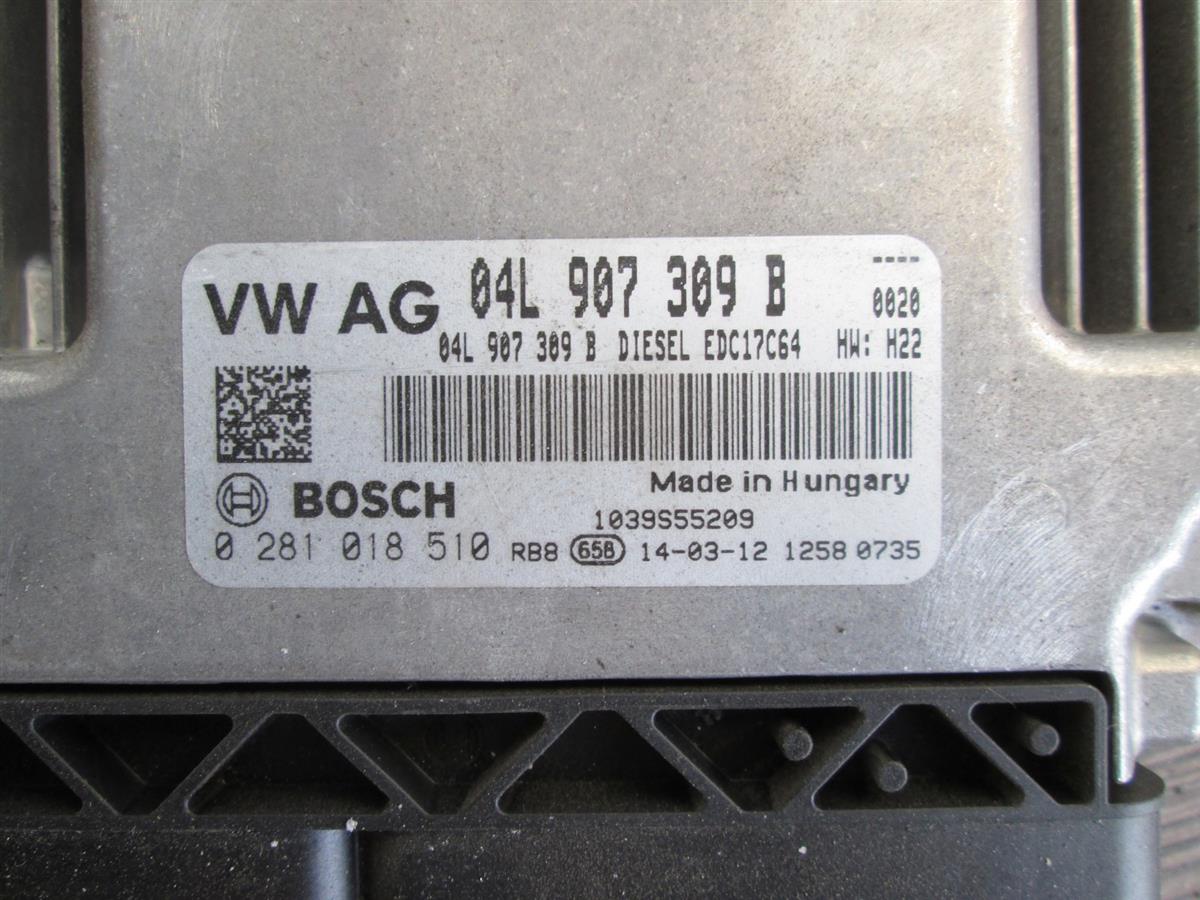 VW AG 04L 907 309 B ----
0020
04L 907 309 B DIESEL EDC17C64 HW: H22
Made in Hungary
BOSCH
1039S55209
0 281 018 510 RB8 65B 14-03-12 1258 0735